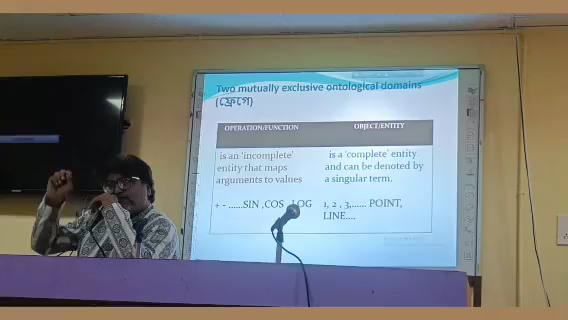 Two mutually exclusive ontological domains
(ফ্রেগে)
OPERATION/FUNCTION OBJECT/ENTITY
is an 'incomplete' is a 'complete' entity
entity that maps and can be denoted by
arguments to values a singular term.
+ - ......SIN ,COS , LOG 1, 2 , 3,...... POINT,
LINE....